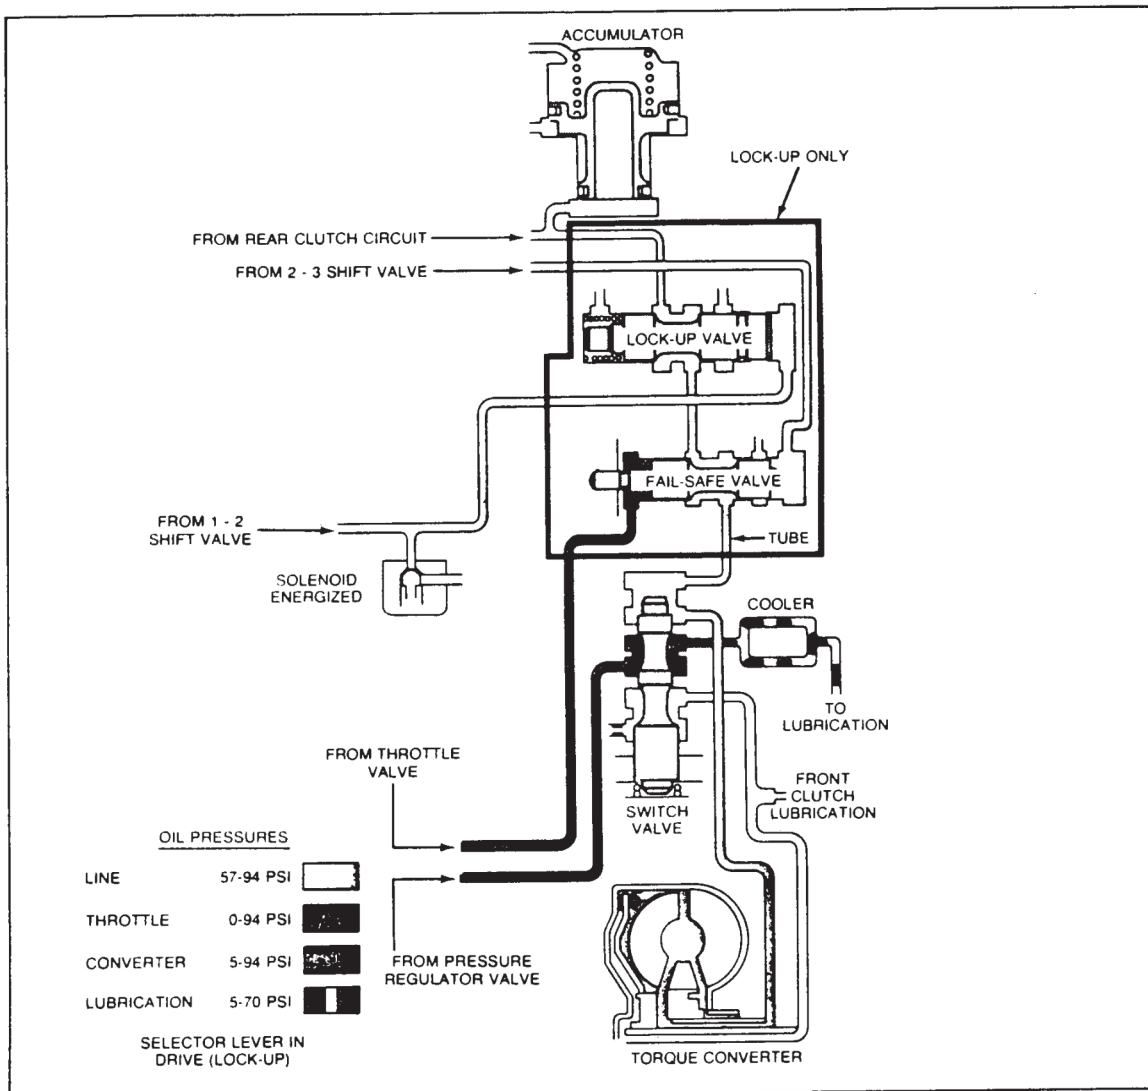 ACCUMULATOR
LOCK-UP ONLY
FROM REAR CLUTCH CIRCUIT
FROM 2 - 3 SHIFT VALVE
LOCK-UP VALVE
FAIL-SAFE VALVE
FROM 1 - 2
SHIFT VALVE
TUBE
SOLENOID
ENERGIZED
COOLER
TO
LUBRICATION
FROM THROTTLE
VALVE
FRONT
CLUTCH
LUBRICATION
SWITCH
VALVE
OIL PRESSURES
LINE 57-94 PSI
THROTTLE 0-94 PSI
CONVERTER 5-94 PSI
LUBRICATION 5-70 PSI
FROM PRESSURE
REGULATOR VALVE
SELECTOR LEVER IN
DRIVE (LOCK-UP)
TORQUE CONVERTER